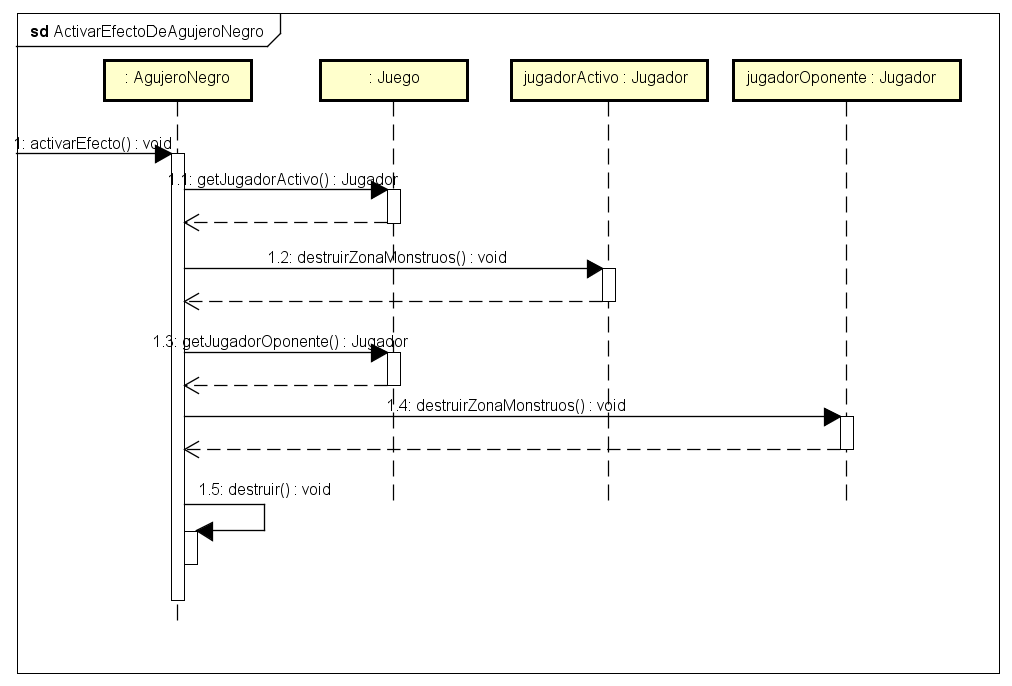 sd ActivarEfectoDeAgujeroNegro
: AgujeroNegro
: Juego
jugadorActivo : Jugador
jugadorOponente : Jugador
1: activarEfecto() : void
1.1: getJugadorActivo() : Jugador
1.2: destruirZonaMonstruos() : void
1.3: getJugadorOponente() : Jugador
1.4: destruirZonaMonstruos() : void
1.5: destruir() : void